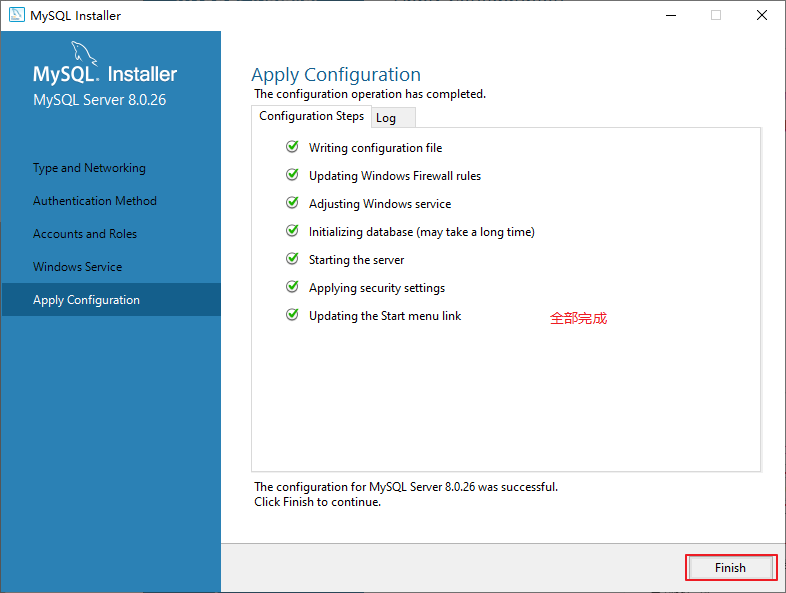 MySQL Installer
MySQL. Installer
MySQL Server 8.0.26
Type and Networking
Authentication Method
Accounts and Roles
Windows Service
Apply Configuration
Apply Configuration
The configuration operation has completed.
Configuration Steps
Log
Writing configuration file
Updating Windows Firewall rules
Adjusting Windows service
Initializing database (may take a long time)
Starting the server
Applying security settings
Updating the Start menu link
全部完成
The configuration for MySQL Server 8.0.26 was successful.
Click Finish to continue.
Finish